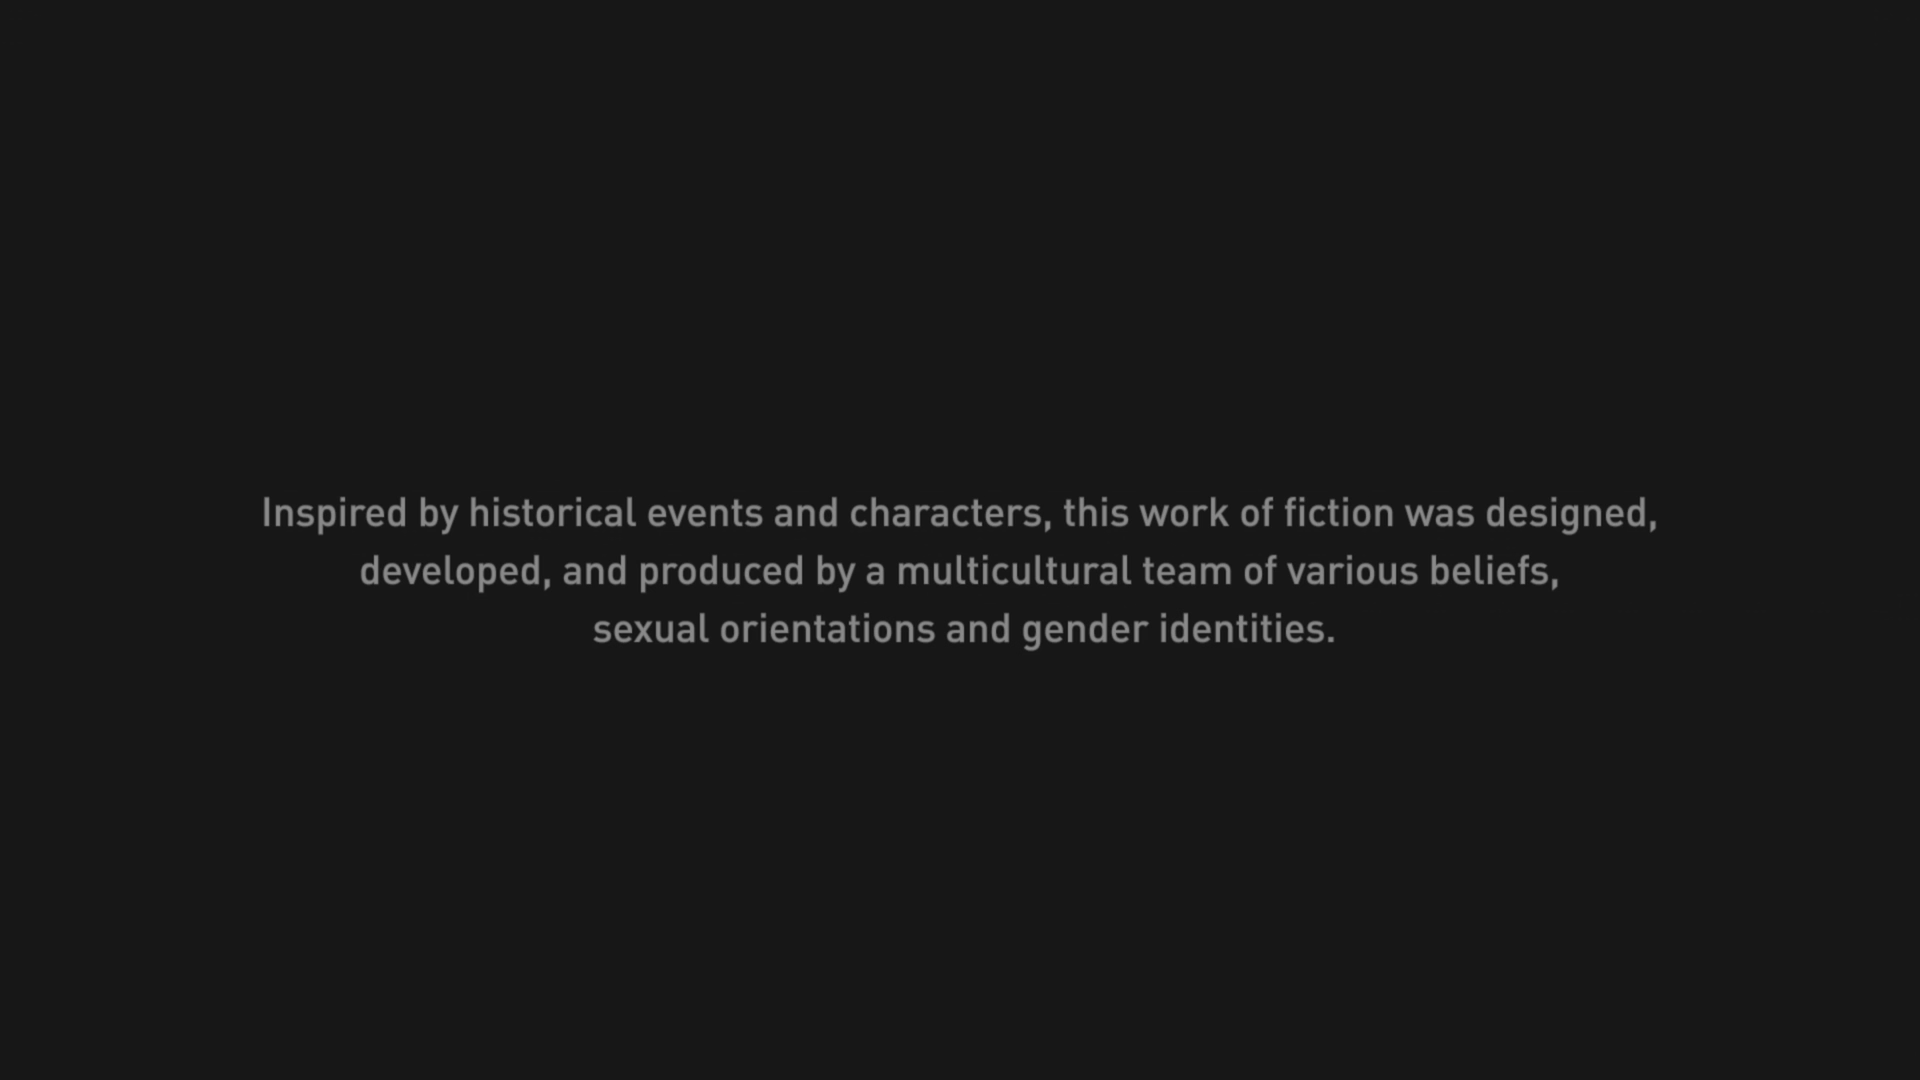 Inspired by historical events and characters, this work of fiction was designed,
developed, and produced by a multicultural team of various beliefs,
sexual orientations and gender identities.